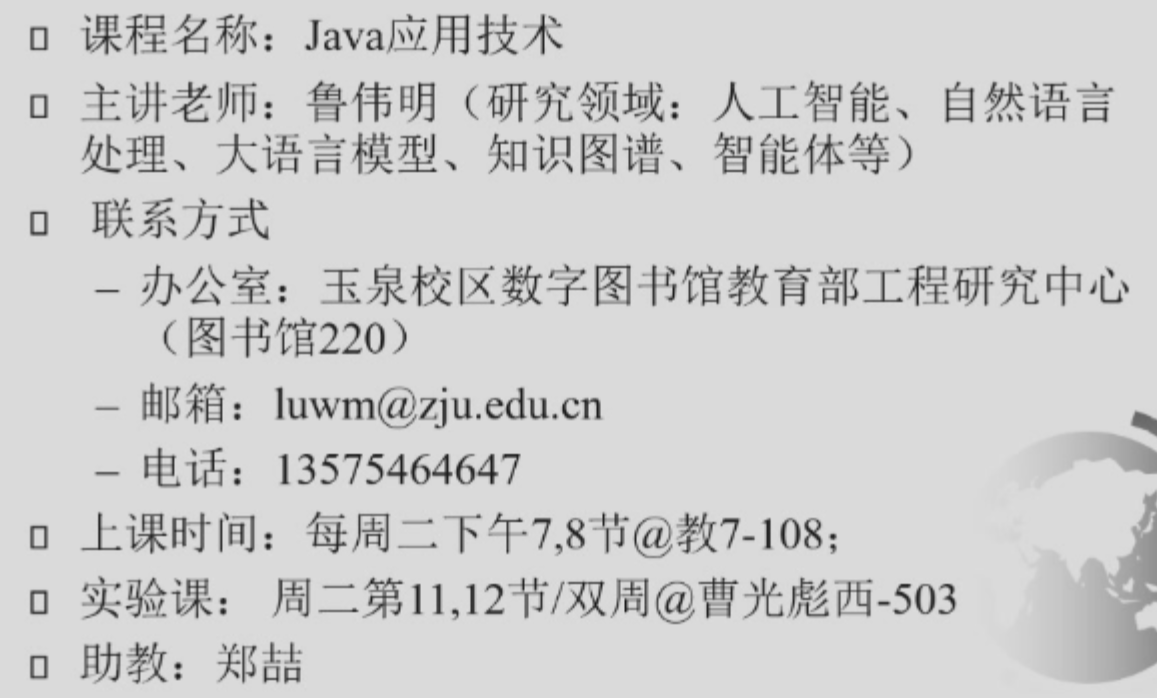 课程名称：Java应用技术
主讲老师：鲁伟明（研究领域：人工智能、自然语言
处理、大语言模型、知识图谱、智能体等）
联系方式
– 办公室：玉泉校区数字图书馆教育部工程研究中心
（图书馆220）
– 邮箱：luwm@zju.edu.cn
– 电话：13575464647
上课时间：每周二下午7,8节@教7-108；
实验课： 周二第11,12节/双周@曹光彪西-503
助教：郑喆